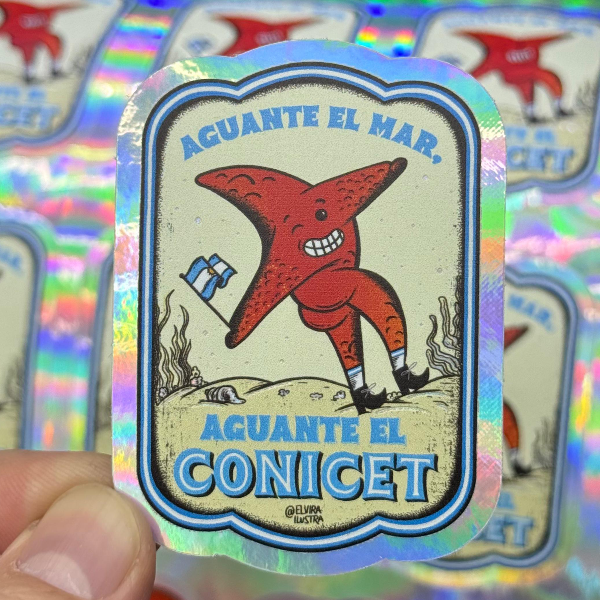 AGUANTE EL MAR,
AGUANTE EL
CONICET
@ELVIRA
ILUSTRA